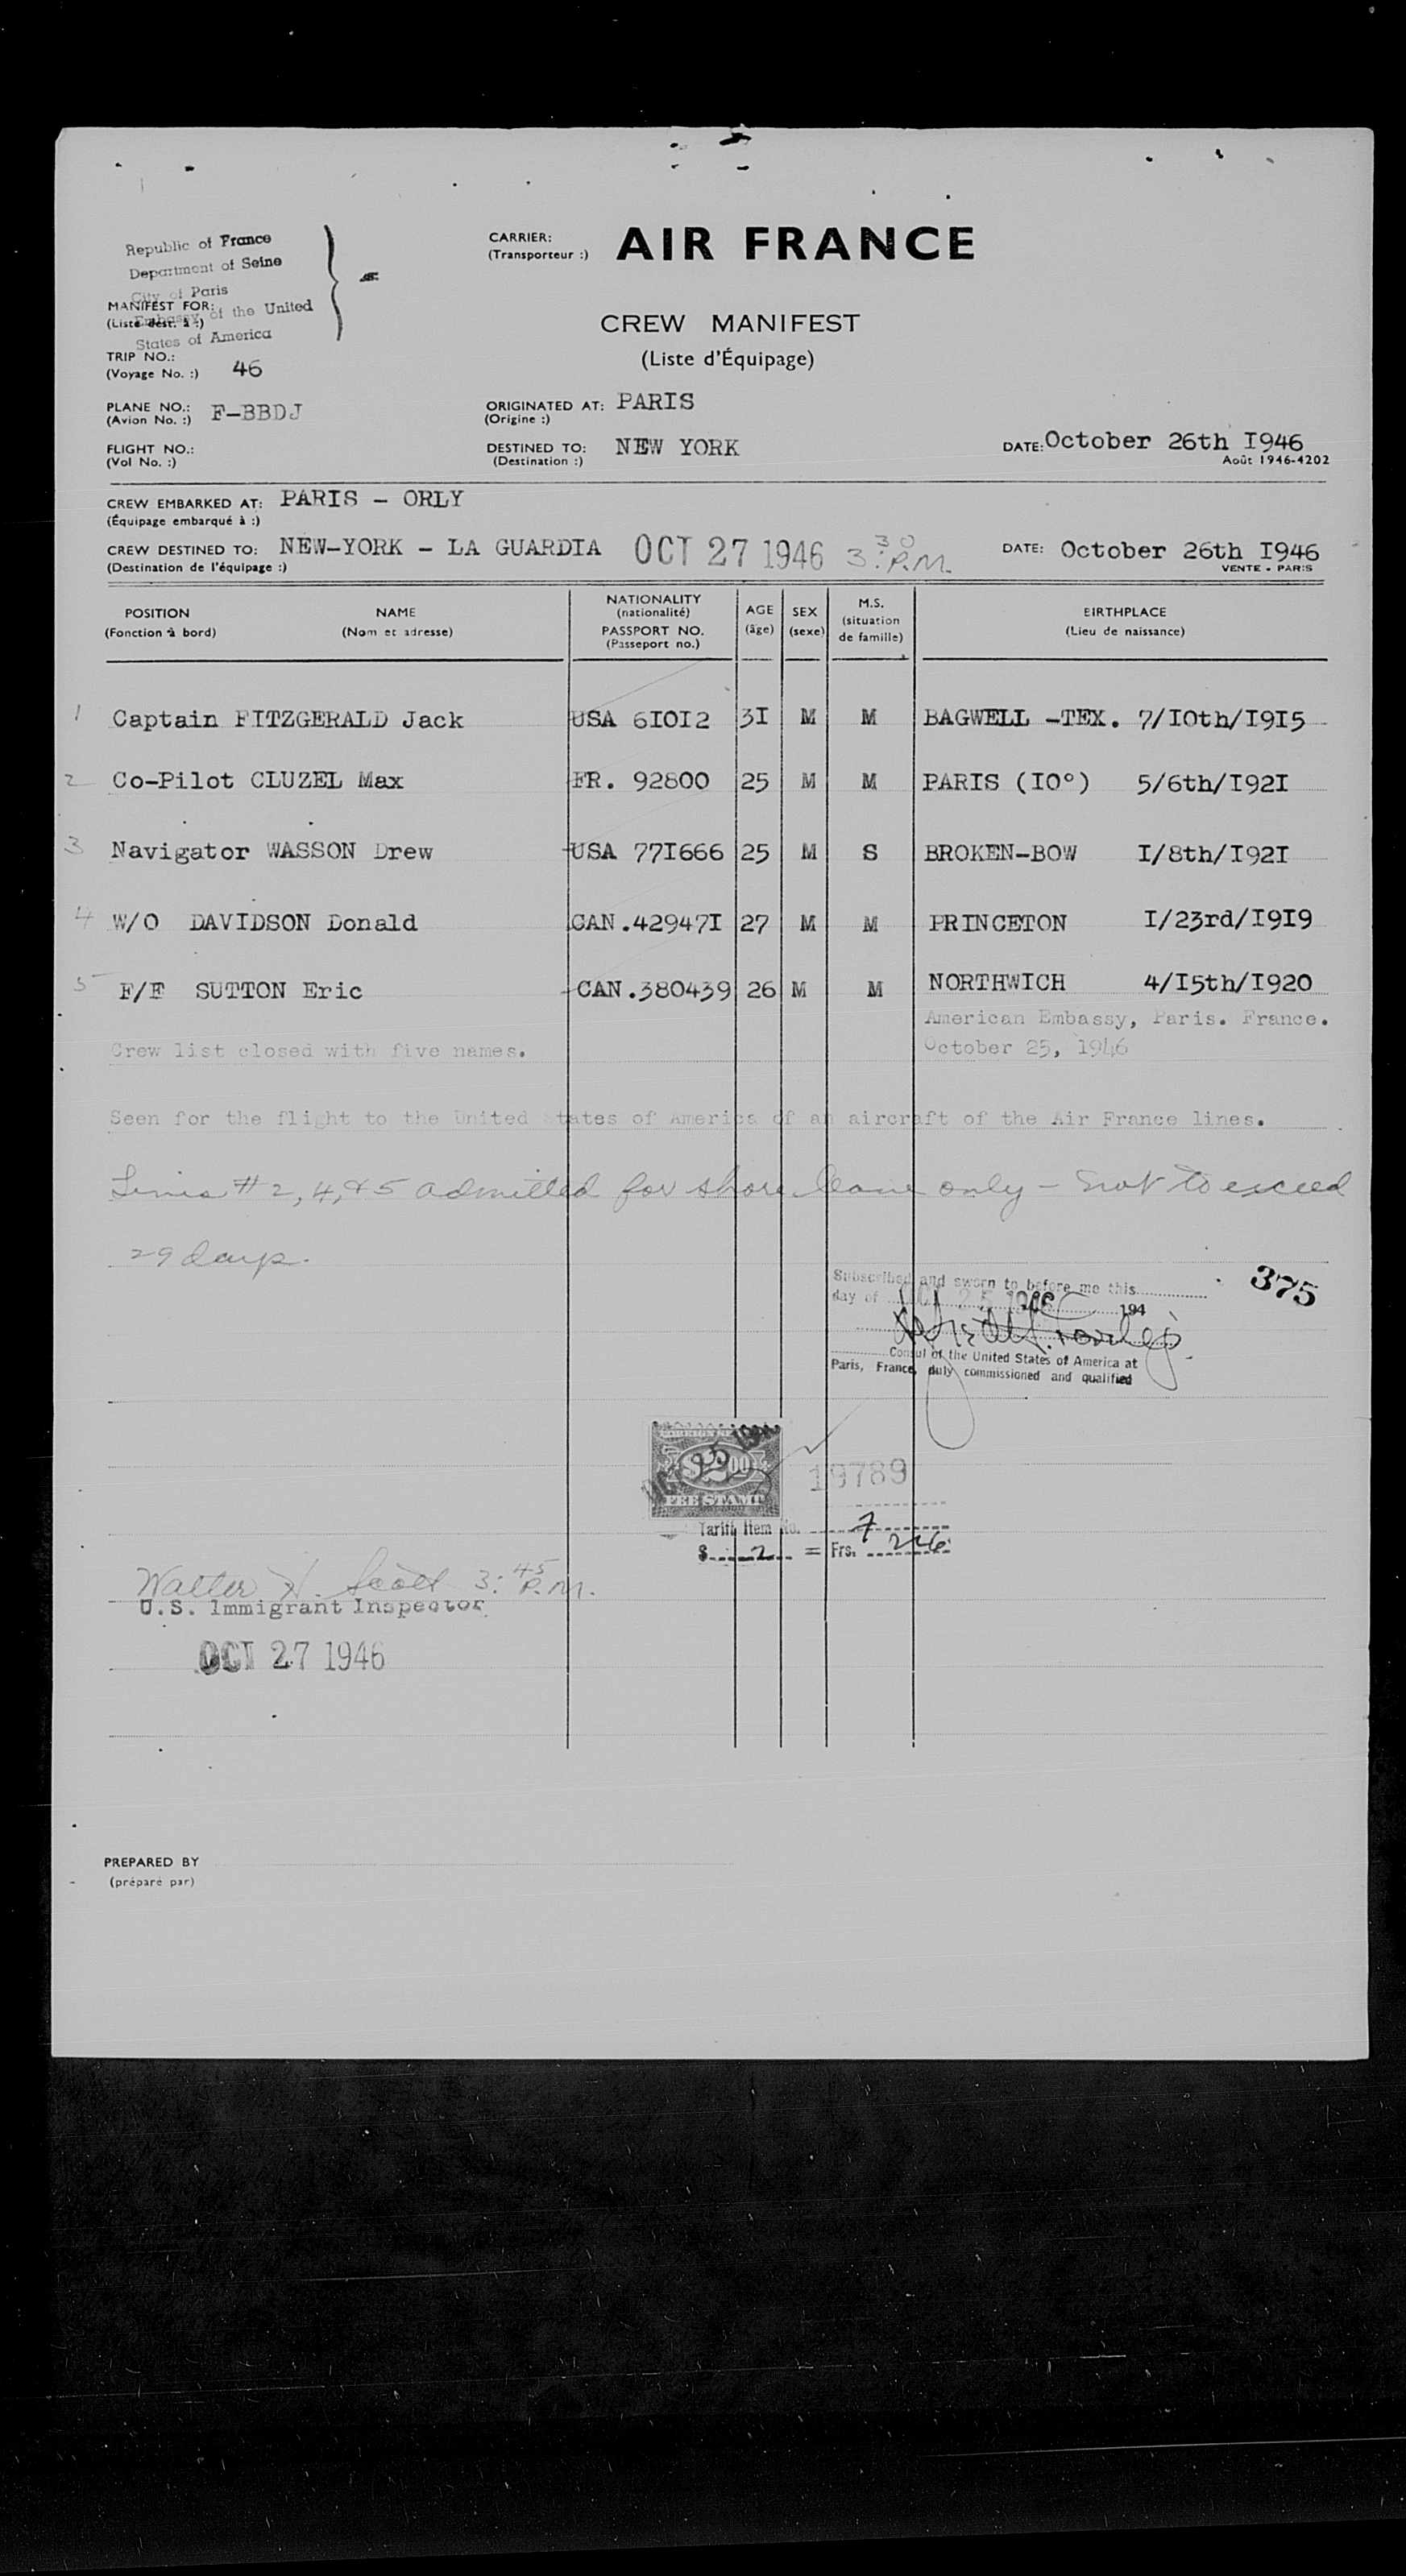 Republic of France
Department of Seine
City of Paris
Embassy of the United
States of America
CARRIER:
(Transporteur :)
AIR FRANCE
MANIFEST FOR:
(Liste dest. à :)
CREW MANIFEST
(Liste d'Équipage)
TRIP NO.: 46
(Voyage No. :)
PLANE NO.: F-BBDJ
(Avion No. :)
ORIGINATED AT: PARIS
(Origine :)
FLIGHT NO.:
(Vol No. :)
DESTINED TO: NEW YORK
(Destination :)
DATE: October 26th I946
Août 1946-4202
CREW EMBARKED AT: PARIS - ORLY
(Équipage embarqué à :)
CREW DESTINED TO: NEW-YORK - LA GUARDIA OCT 27 1946 3:30 P.M. DATE: October 26th I946
(Destination de l'équipage :)
VENTE - PARIS
POSITION NAME NATIONALITY AGE SEX M.S. BIRTHPLACE
(Fonction à bord) (Nom et adresse) (nationalité) (âge) (sexe) (situation de famille) (Lieu de naissance)
PASSPORT NO.
(Passeport no.)
1 Captain FITZGERALD Jack USA 6I0I2 3I M M BAGWELL -TEX. 7/I0th/I9I5
2 Co-Pilot CLUZEL Max FR. 92800 25 M M PARIS (I0°) 5/6th/I92I
3 Navigator WASSON Drew USA 77I666 25 M S BROKEN-BOW I/8th/I92I
4 W/O DAVIDSON Donald CAN.42947I 27 M M PRINCETON I/23rd/I9I9
5 F/E SUTTON Eric CAN.380439 26 M M NORTHWICH 4/I5th/I920
American Embassy, Paris. France.
Crew list closed with five names. October 25, 1946
Seen for the flight to the United States of America of an aircraft of the Air France lines.
Lines # 2, 4, & 5 admitted for shore leave only - not to exceed
29 days.
375
Subscribed and sworn to before me this
day of OCT 25 1946 194
Consul of the United States of America at
Paris, France, duly commissioned and qualified
$2.00
FEE STAMP
19789
Tariff Item No. 7
$ 2 = Frs. 226
Walter H. Scott 3:45 P.M.
U.S. Immigrant Inspector
OCT 27 1946
PREPARED BY
(préparé par)